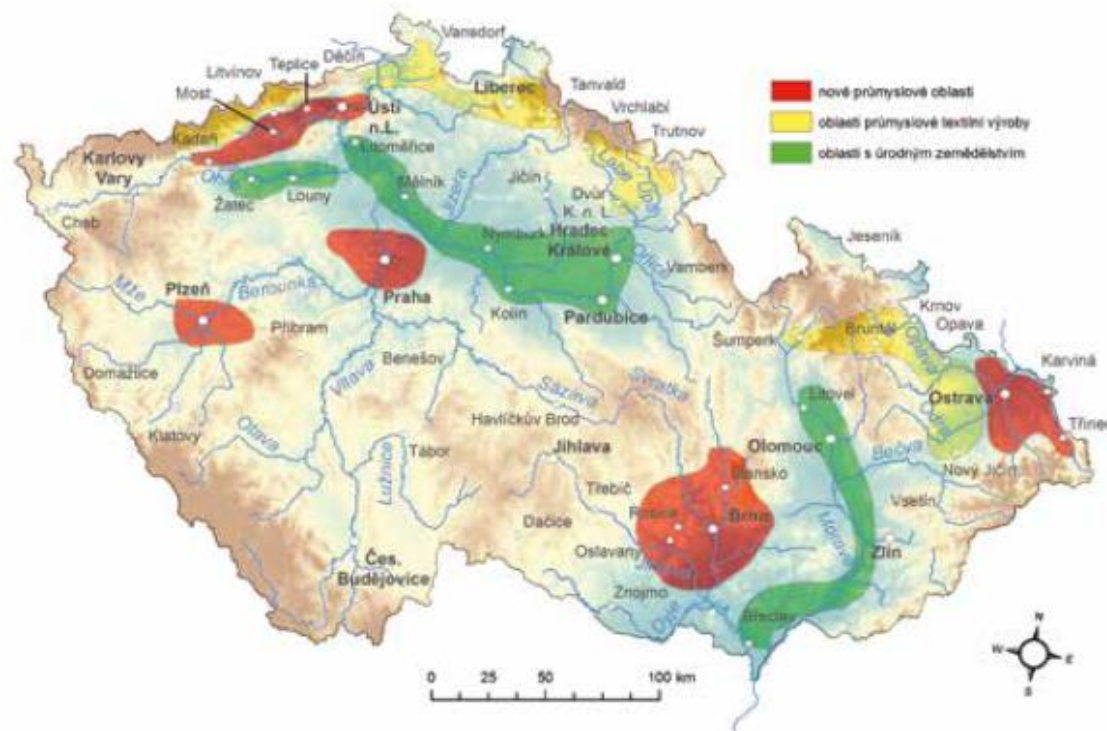 Varnsdorf
Děčín
Teplice
Litvínov
Most
Liberec
Tanvald
Vrchlabí
Trutnov
Ústí
n.L.
Kadaň
Karlovy
Vary
Litoměřice
Ohře
Louny
Žatec
Mělník
Jizera
Jičín
Labe
Úpa
Dvůr
K. n. L.
Hradec
Králové
Nymburk
Orlice
Vamberk
Cheb
Jeseník
Mže
Plzeň
Berounka
Praha
Kolín
Pardubice
Krnov
Opava
Bruntál
Opava
Šumperk
Karviná
Příbram
Benešov
Domažlice
Vltava
Sázava
Svratka
Litovel
Ostrava
Odra
Třinec
Klatovy
Otava
Havlíčkův Brod
Tábor
Jihlava
Olomouc
Bečva
Nový Jičín
Lužnice
Blansko
Třebíč
Vsetín
Dačice
Rosice
Brno
Morava
Oslavany
Jihlava
Zlín
Čes.
Budějovice
Znojmo
Dyje
Břeclav
nové průmyslové oblasti
oblasti průmyslové textilní výroby
oblasti s úrodným zemědělstvím
0 25 50 100 km
N
W E
S